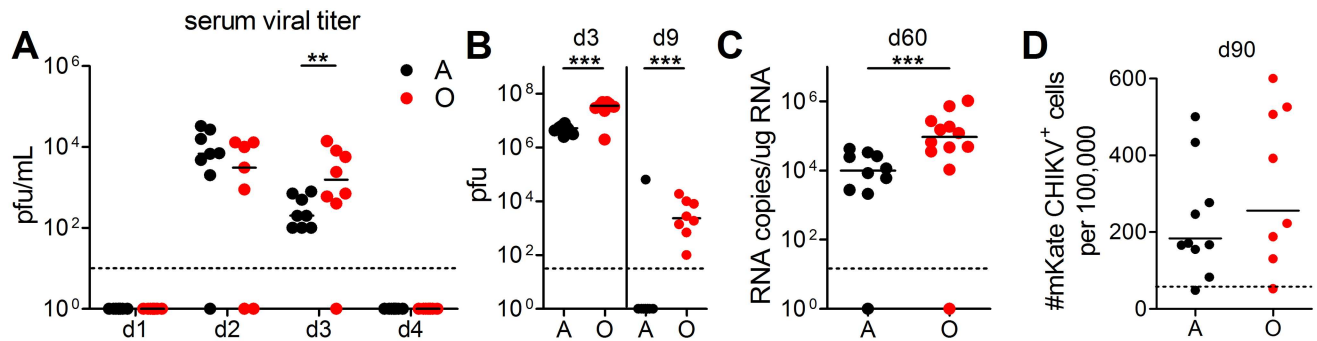 A
serum viral titer
**
A
O
pfu/mL
10^6
10^4
10^2
10^0
d1 d2 d3 d4
B
d3 d9
*** ***
pfu
10^8
10^6
10^4
10^2
10^0
A O A O
C
d60
***
RNA copies/ug RNA
10^6
10^4
10^2
10^0
A O
D
d90
#mKate CHIKV^+ cells
per 100,000
600
400
200
0
A O